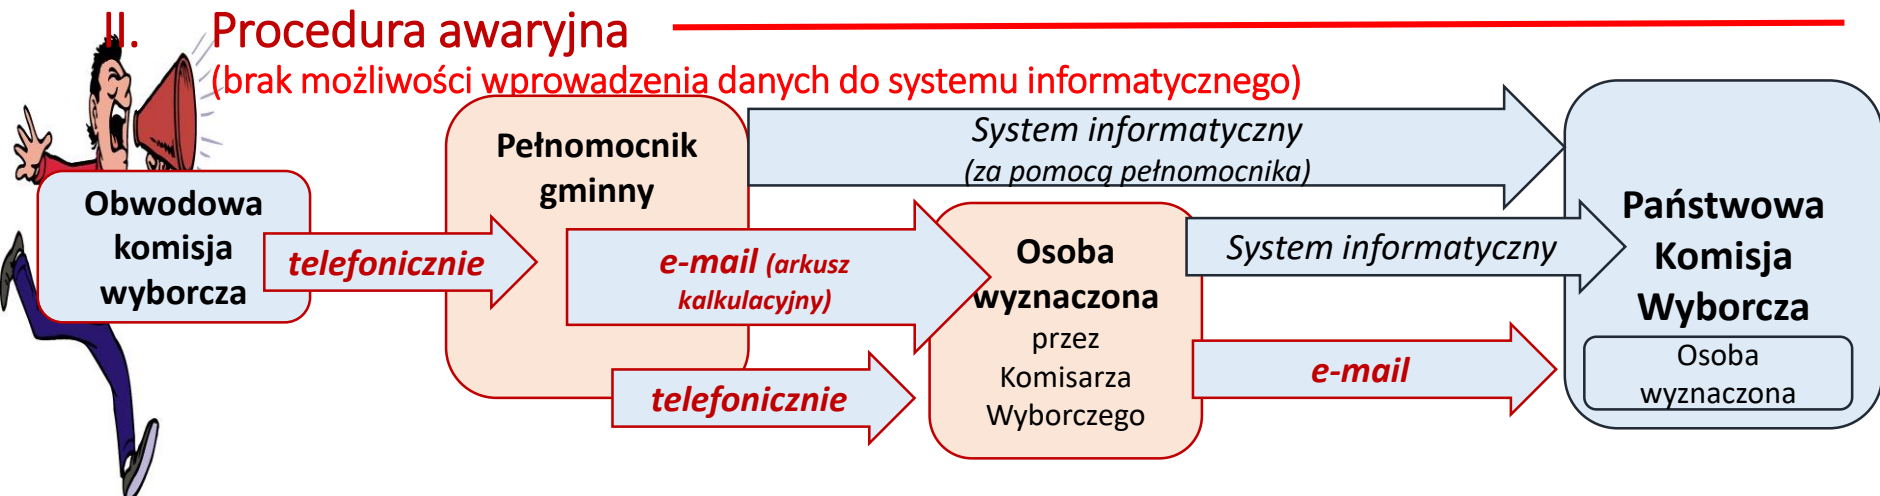 II. Procedura awaryjna
(brak możliwości wprowadzenia danych do systemu informatycznego)
Obwodowa
komisja
wyborcza
telefonicznie
Pełnomocnik
gminny
e-mail (arkusz
kalkulacyjny)
telefonicznie
System informatyczny
(za pomocą pełnomocnika)
Osoba
wyznaczona
przez
Komisarza
Wyborczego
System informatyczny
e-mail
Państwowa
Komisja
Wyborcza
Osoba
wyznaczona